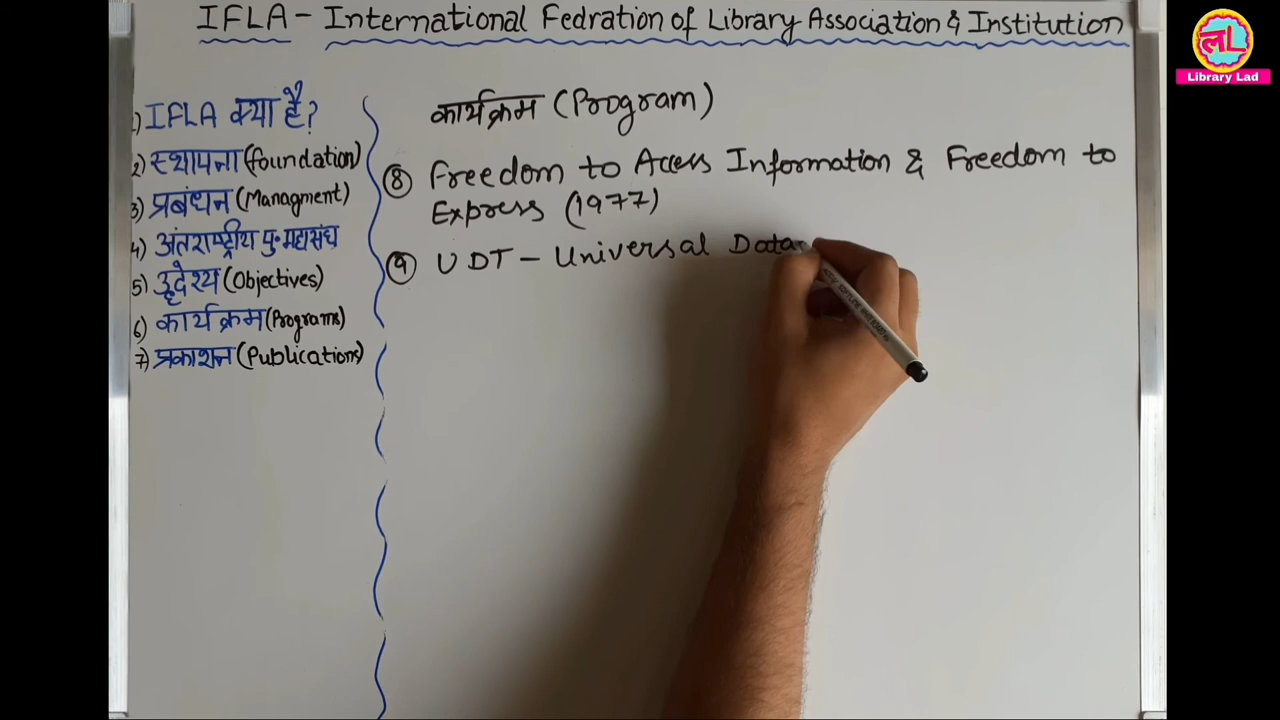 IFLA - International Fedration of Library Association & Institution
लL
Library Lad
1) IFLA क्या है?
2) स्थापना (foundation)
3) प्रबंधन (Managment)
4) अंतराष्ट्रीय पु॰ महासंघ
5) उद्देश्य (Objectives)
6) कार्यक्रम (Programs)
7) प्रकाशन (Publications)
कार्यक्रम (Program)
8 Freedom to Access Information & Freedom to
Express (1977)
9 UDT - Universal Data